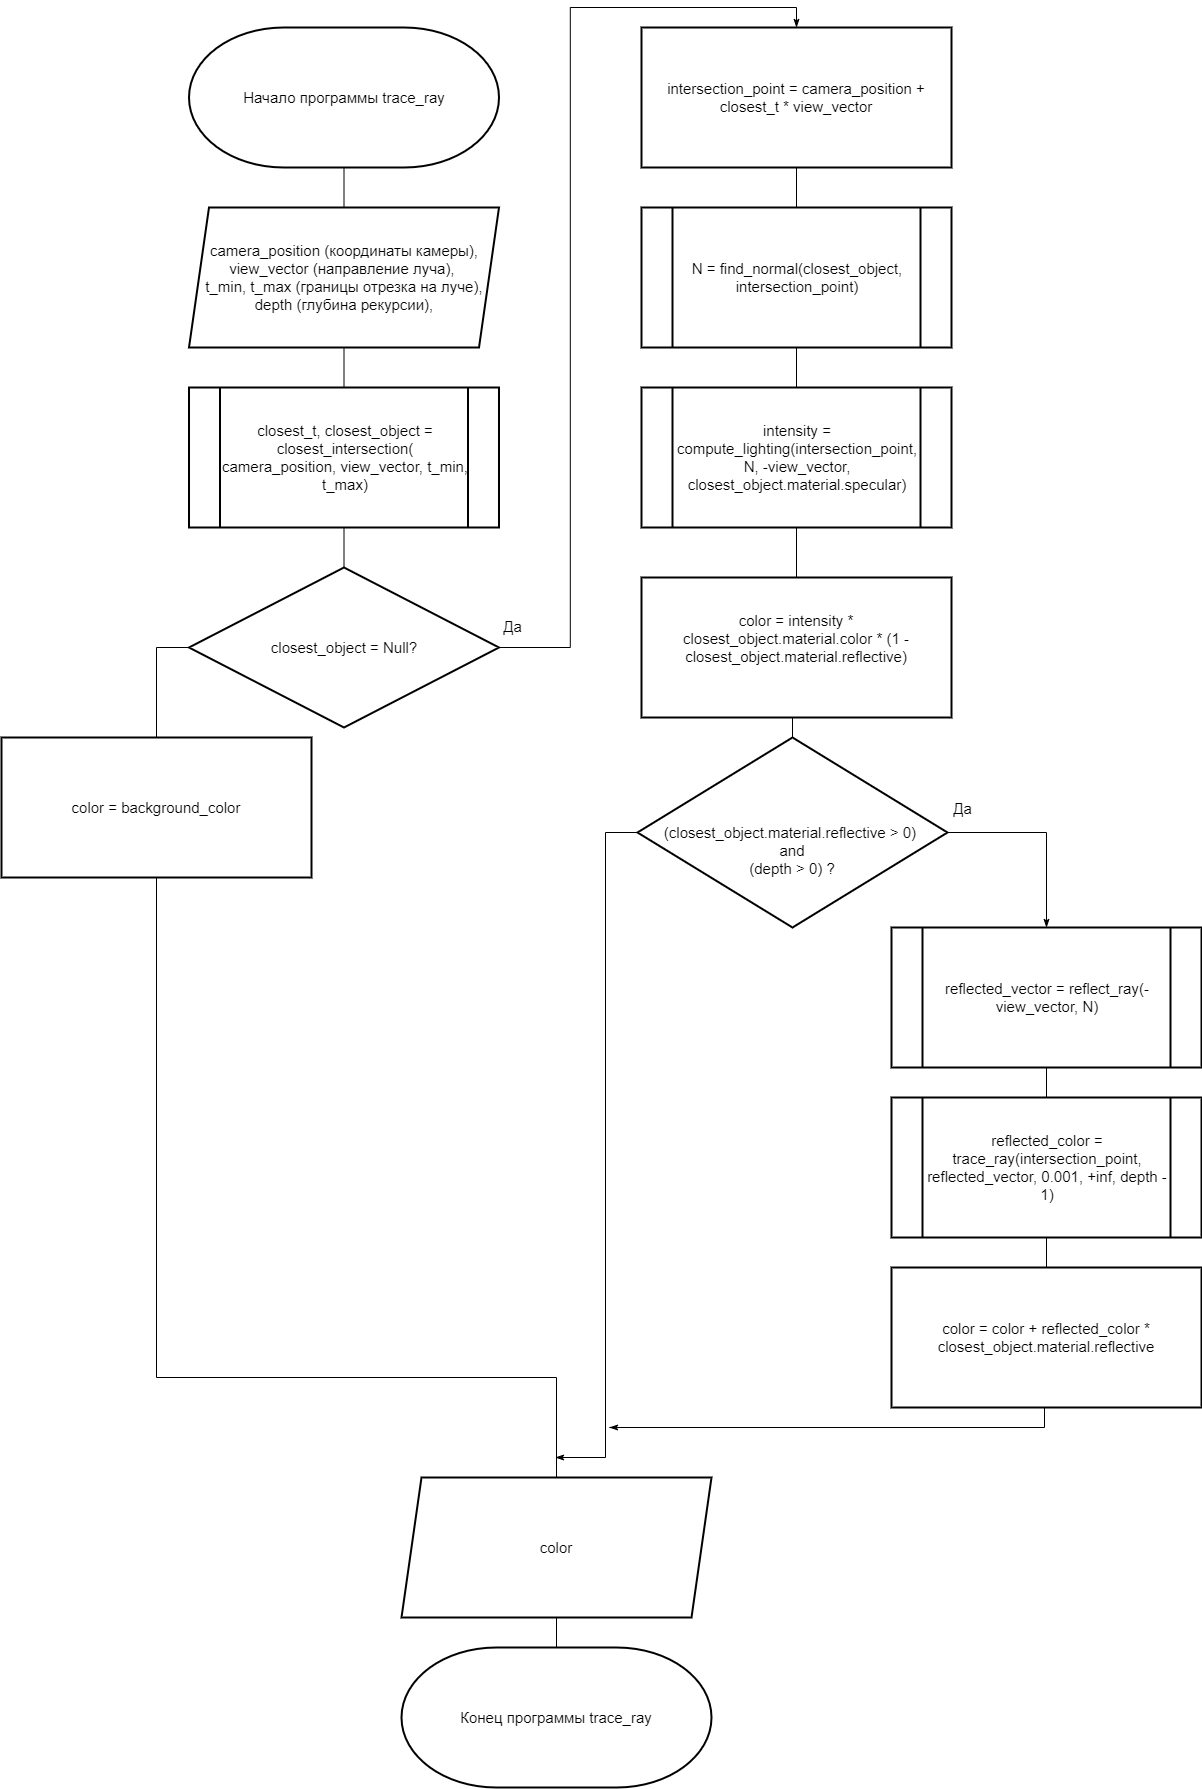 Начало программы trace_ray
camera_position (координаты камеры),
view_vector (направление луча),
t_min, t_max (границы отрезка на луче),
depth (глубина рекурсии),
closest_t, closest_object =
closest_intersection(
camera_position, view_vector, t_min,
t_max)
closest_object = Null?
Да
color = background_color
intersection_point = camera_position +
closest_t * view_vector
N = find_normal(closest_object,
intersection_point)
intensity =
compute_lighting(intersection_point,
N, -view_vector,
closest_object.material.specular)
color = intensity *
closest_object.material.color * (1 -
closest_object.material.reflective)
(closest_object.material.reflective > 0)
and
(depth > 0) ?
Да
reflected_vector = reflect_ray(-
view_vector, N)
reflected_color =
trace_ray(intersection_point,
reflected_vector, 0.001, +inf, depth -
1)
color = color + reflected_color *
closest_object.material.reflective
color
Конец программы trace_ray